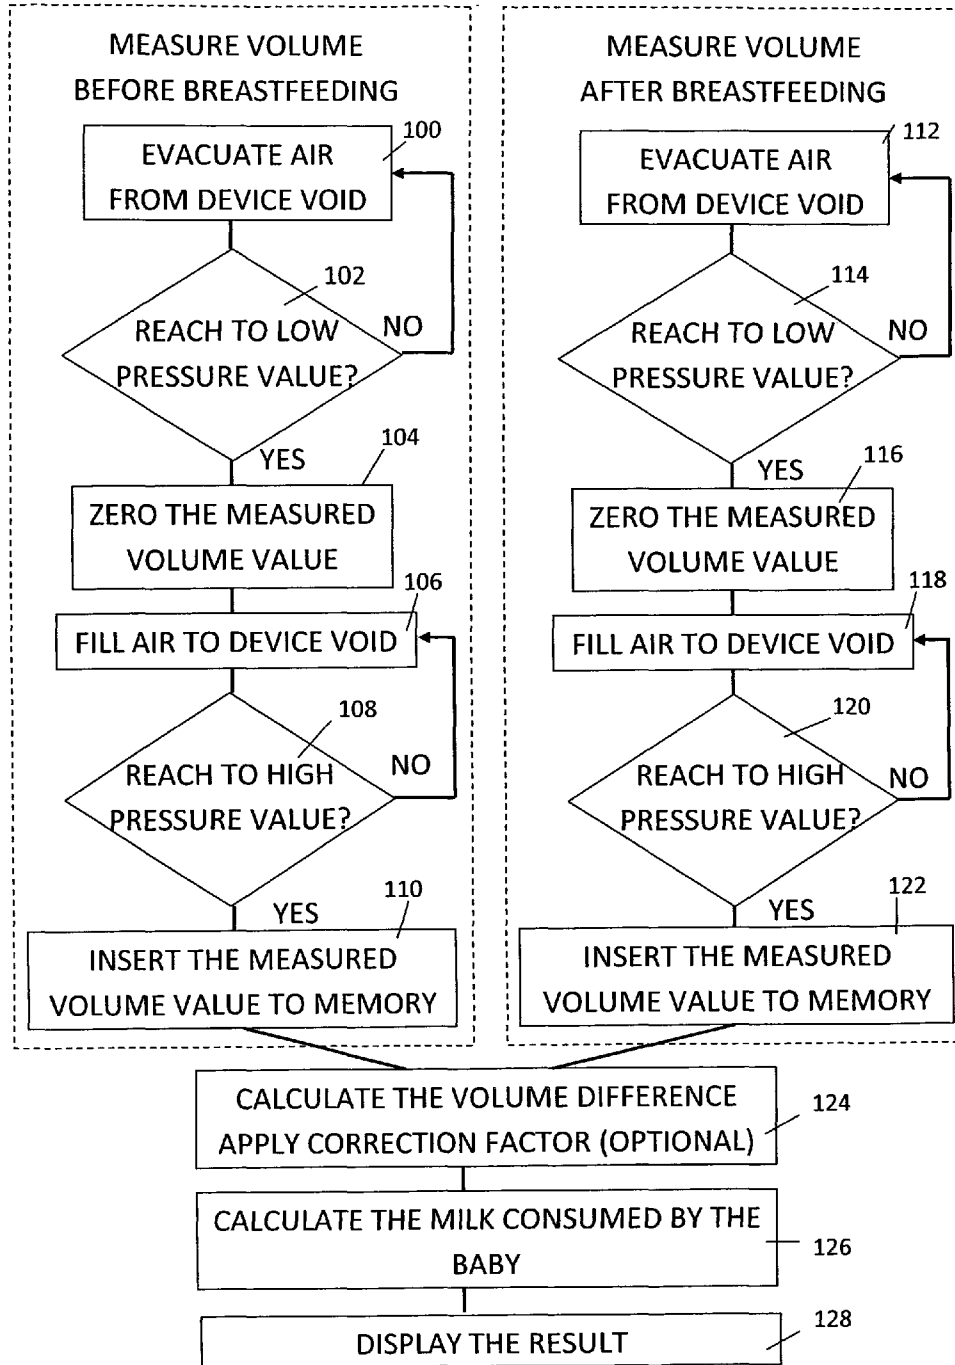 MEASURE VOLUME
BEFORE BREASTFEEDING
100
EVACUATE AIR
FROM DEVICE VOID
102
REACH TO LOW
PRESSURE VALUE?
NO
YES
104
ZERO THE MEASURED
VOLUME VALUE
106
FILL AIR TO DEVICE VOID
108
REACH TO HIGH
PRESSURE VALUE?
NO
YES
110
INSERT THE MEASURED
VOLUME VALUE TO MEMORY
MEASURE VOLUME
AFTER BREASTFEEDING
112
EVACUATE AIR
FROM DEVICE VOID
114
REACH TO LOW
PRESSURE VALUE?
NO
YES
116
ZERO THE MEASURED
VOLUME VALUE
118
FILL AIR TO DEVICE VOID
120
REACH TO HIGH
PRESSURE VALUE?
NO
YES
122
INSERT THE MEASURED
VOLUME VALUE TO MEMORY
CALCULATE THE VOLUME DIFFERENCE
APPLY CORRECTION FACTOR (OPTIONAL)
124
CALCULATE THE MILK CONSUMED BY THE
BABY
126
DISPLAY THE RESULT
128